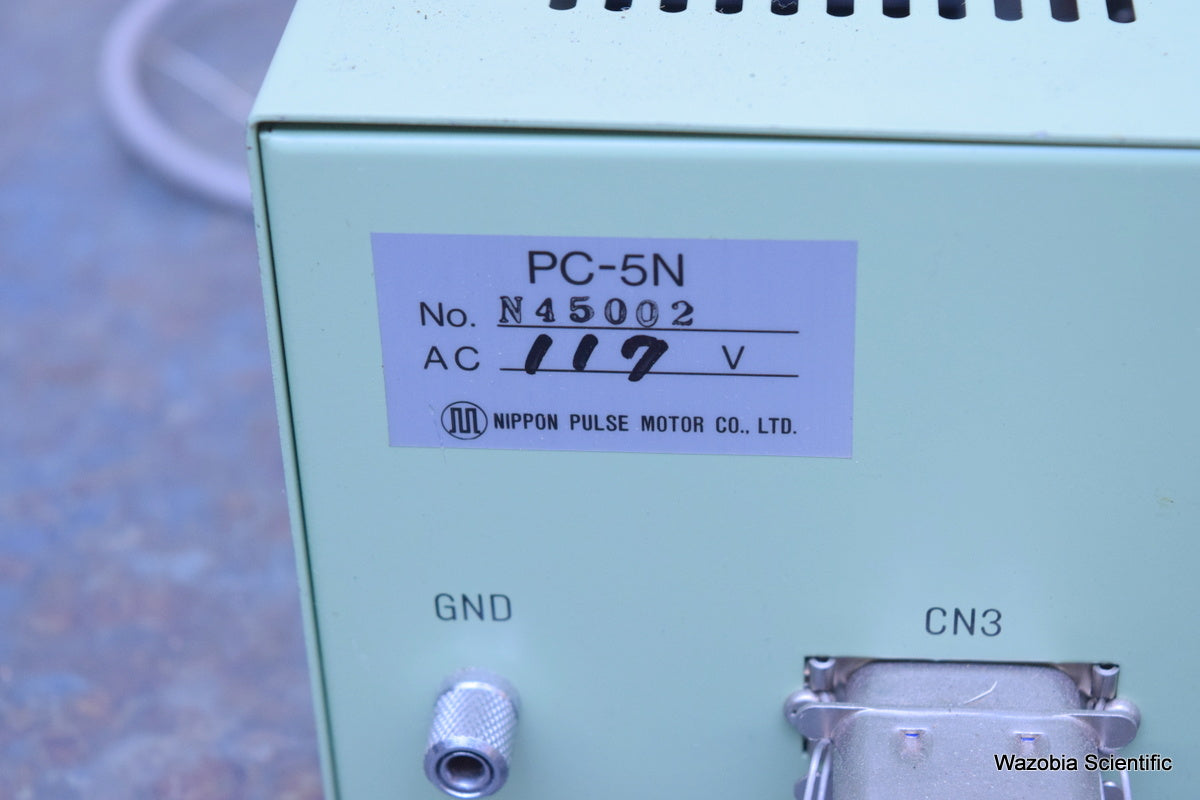 PC-5N
No. N45002
AC 117 V
NIPPON PULSE MOTOR CO., LTD.
GND
CN3
Wazobia Scientific